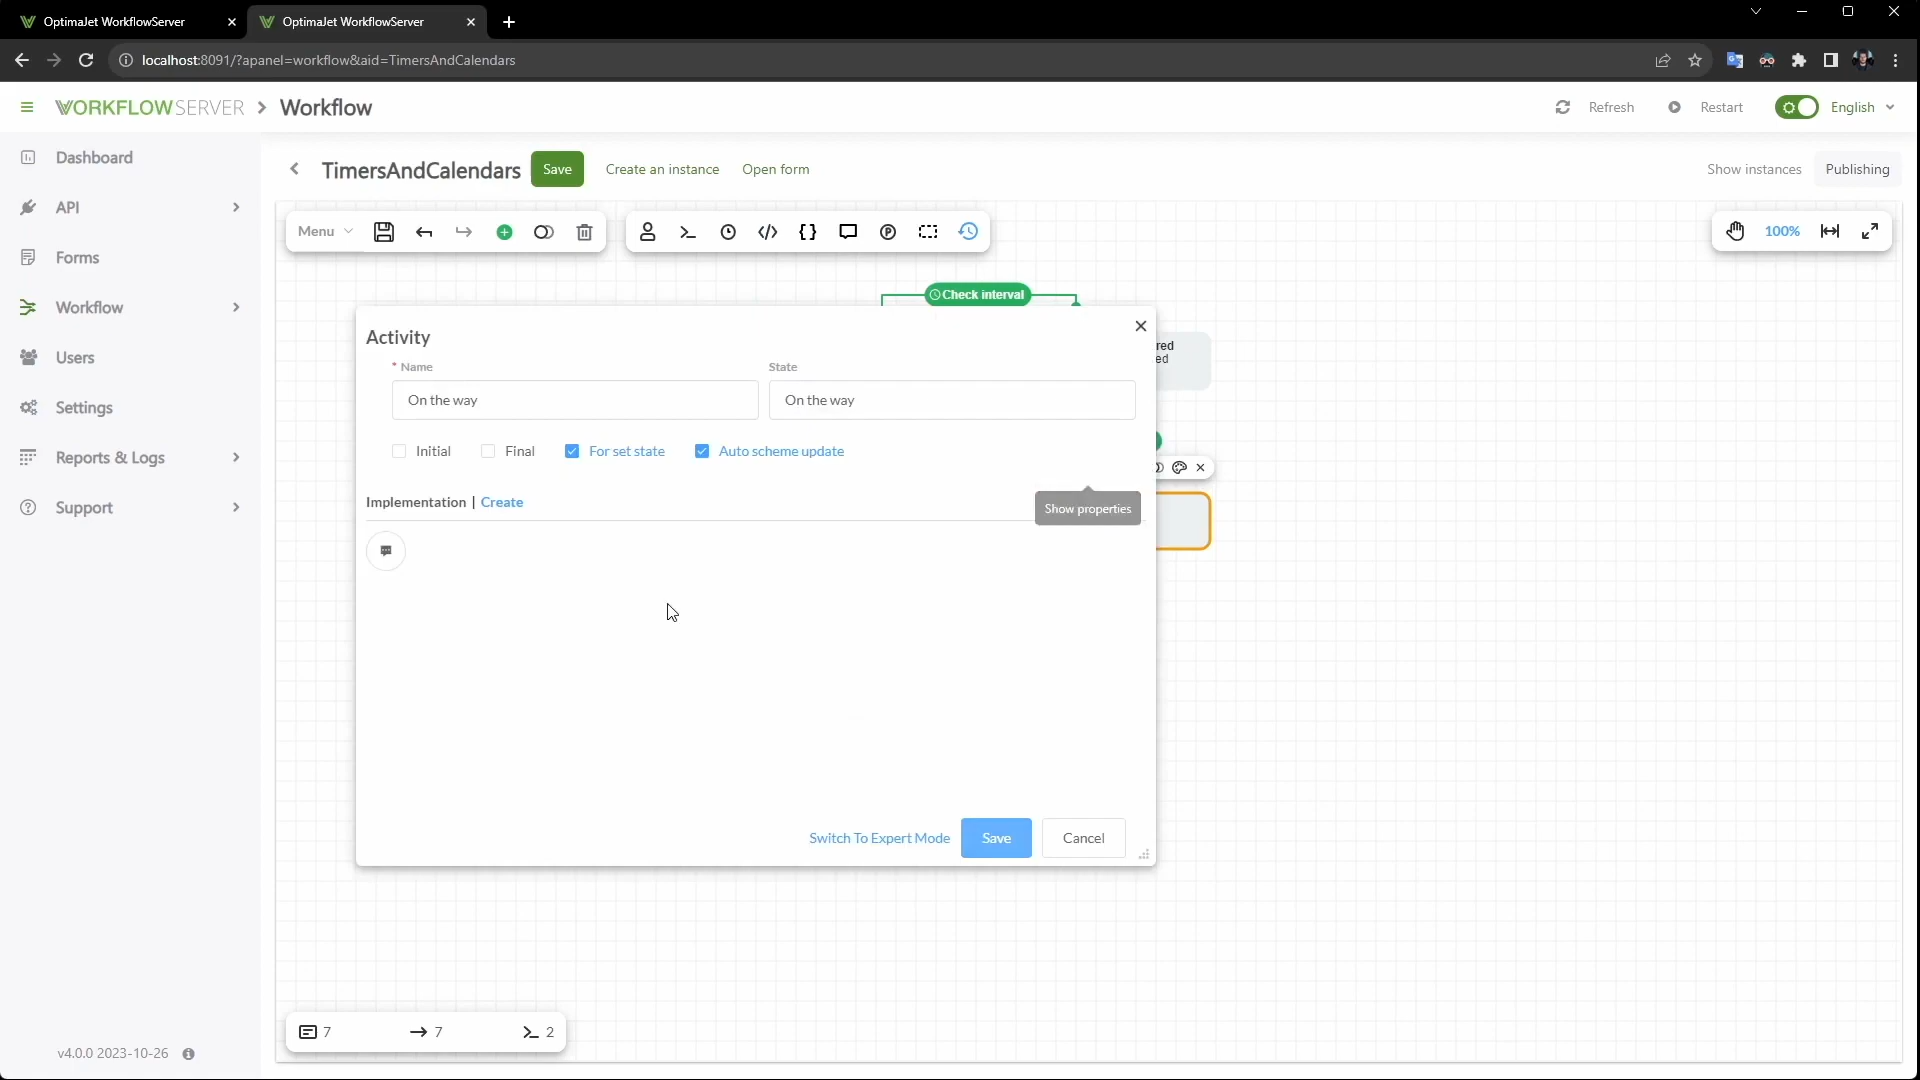 OptimaJet WorkflowServer
OptimaJet WorkflowServer
localhost:8091/?apanel=workflow&aid=TimersAndCalendars
WORKFLOWSERVER
Workflow
Refresh
Restart
English
Dashboard
API
Forms
Workflow
Users
Settings
Reports & Logs
Support
v4.0.0 2023-10-26
TimersAndCalendars
Save
Create an instance
Open form
Show instances
Publishing
Menu
100%
Check interval
red
ed
Activity
* Name
State
On the way
On the way
Initial
Final
For set state
Auto scheme update
Implementation | Create
Show properties
Switch To Expert Mode
Save
Cancel
7
7
2